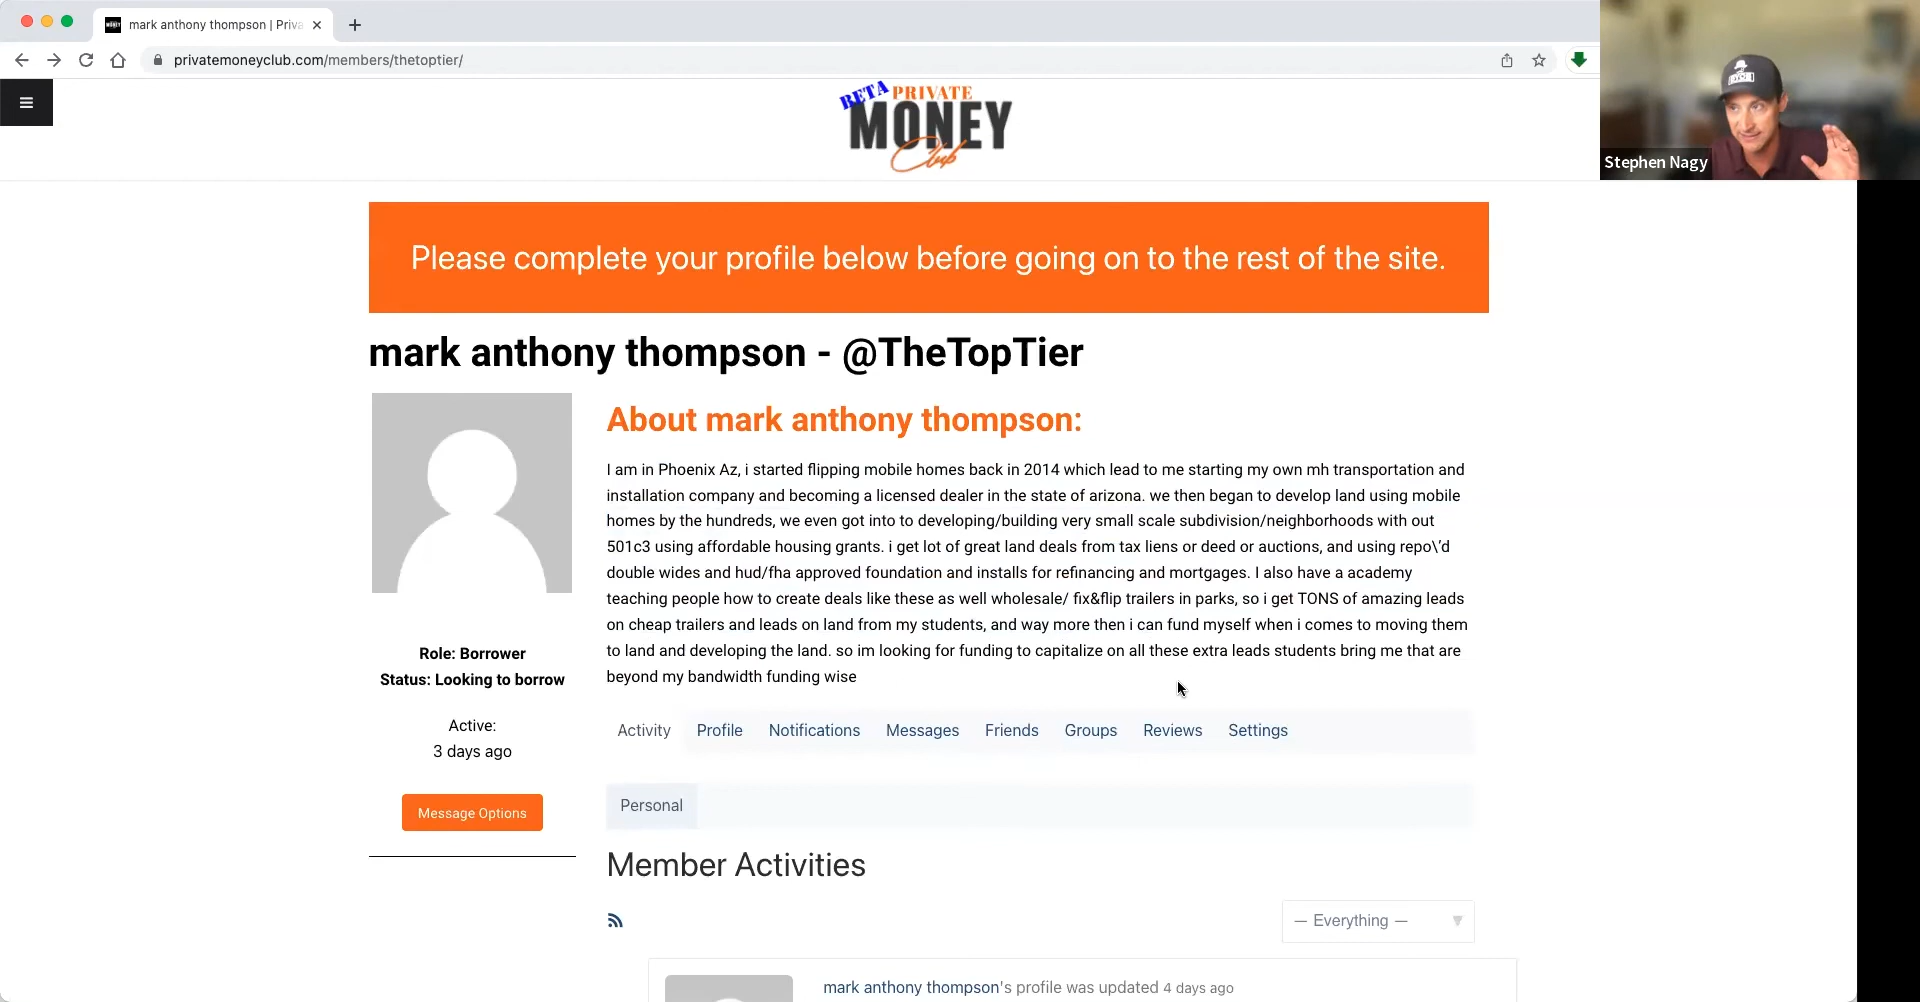 mark anthony thompson | Priva
privatemoneyclub.com/members/thetoptier/
BETA PRIVATE
MONEY
Club
Stephen Nagy
Please complete your profile below before going on to the rest of the site.
mark anthony thompson - @TheTopTier
About mark anthony thompson:
I am in Phoenix Az, i started flipping mobile homes back in 2014 which lead to me starting my own mh transportation and
installation company and becoming a licensed dealer in the state of arizona. we then began to develop land using mobile
homes by the hundreds, we even got into to developing/building very small scale subdivision/neighborhoods with out
501c3 using affordable housing grants. i get lot of great land deals from tax liens or deed or auctions, and using repo\'d
double wides and hud/fha approved foundation and installs for refinancing and mortgages. I also have a academy
teaching people how to create deals like these as well wholesale/ fix&flip trailers in parks, so i get TONS of amazing leads
on cheap trailers and leads on land from my students, and way more then i can fund myself when i comes to moving them
to land and developing the land. so im looking for funding to capitalize on all these extra leads students bring me that are
beyond my bandwidth funding wise
Role: Borrower
Status: Looking to borrow
Active:
3 days ago
Message Options
Activity Profile Notifications Messages Friends Groups Reviews Settings
Personal
Member Activities
— Everything —
mark anthony thompson's profile was updated 4 days ago